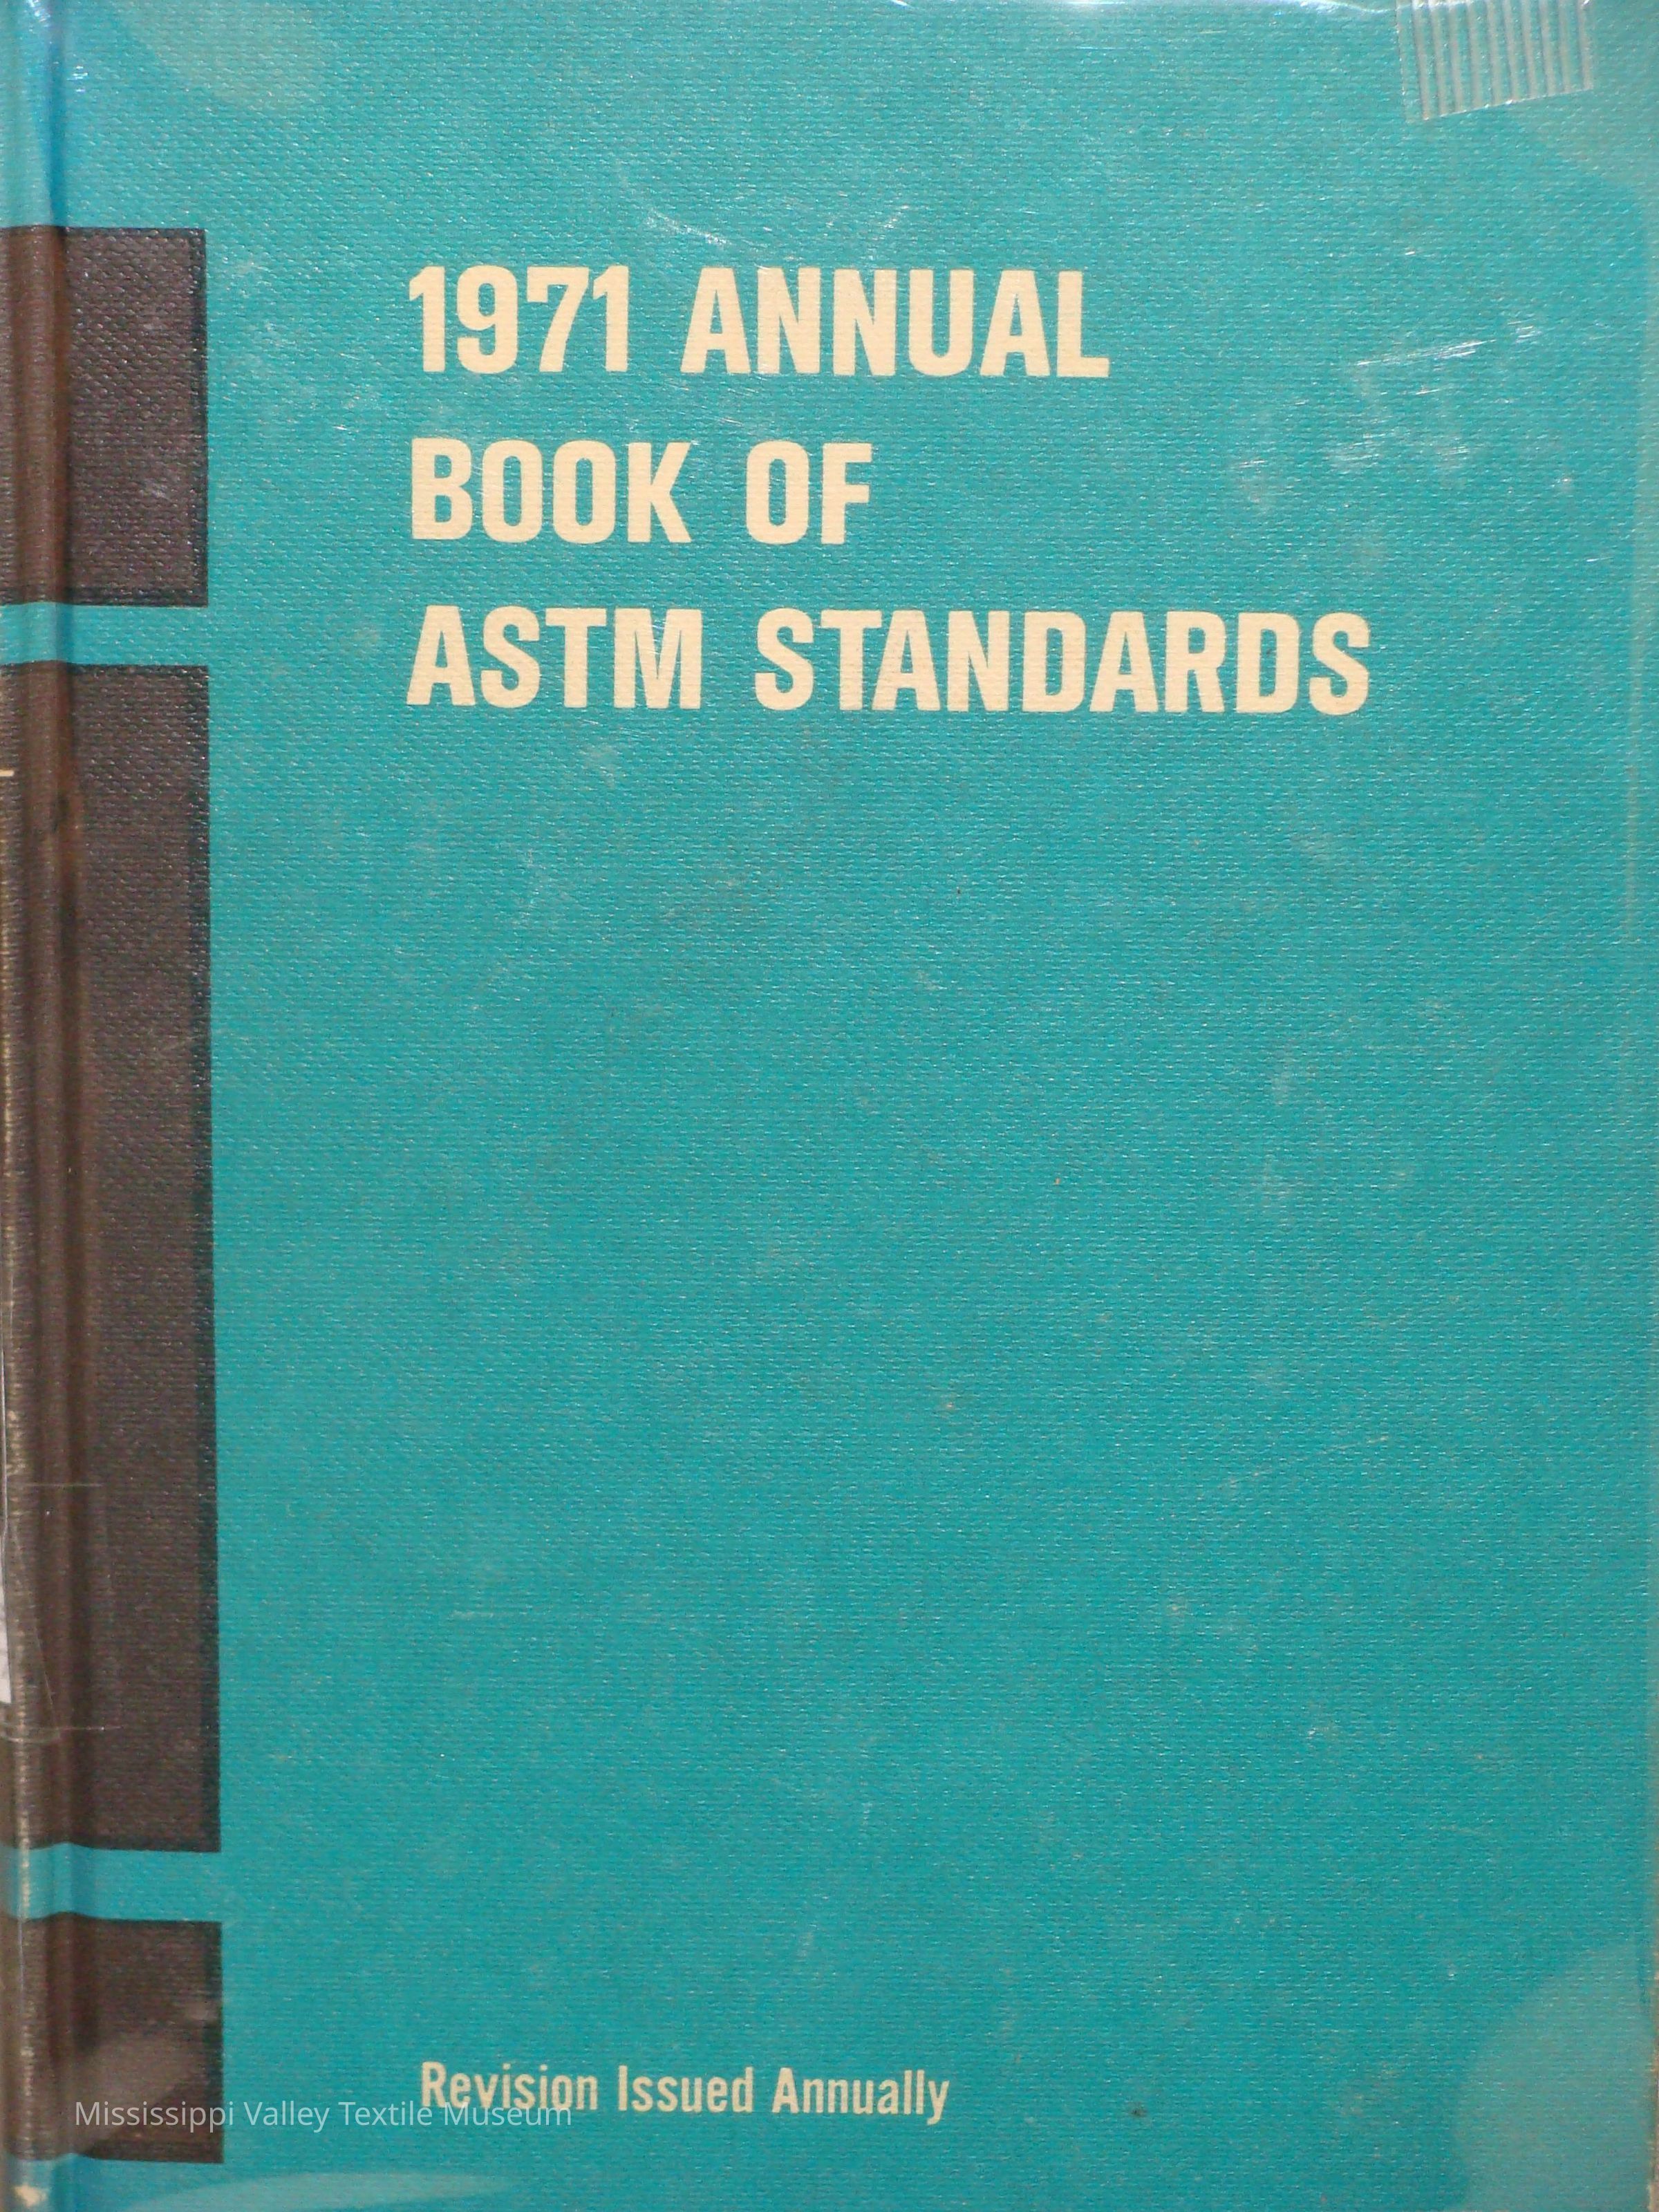 1971 ANNUAL
BOOK OF
ASTM STANDARDS
Revision Issued Annually
Mississippi Valley Textile Museum